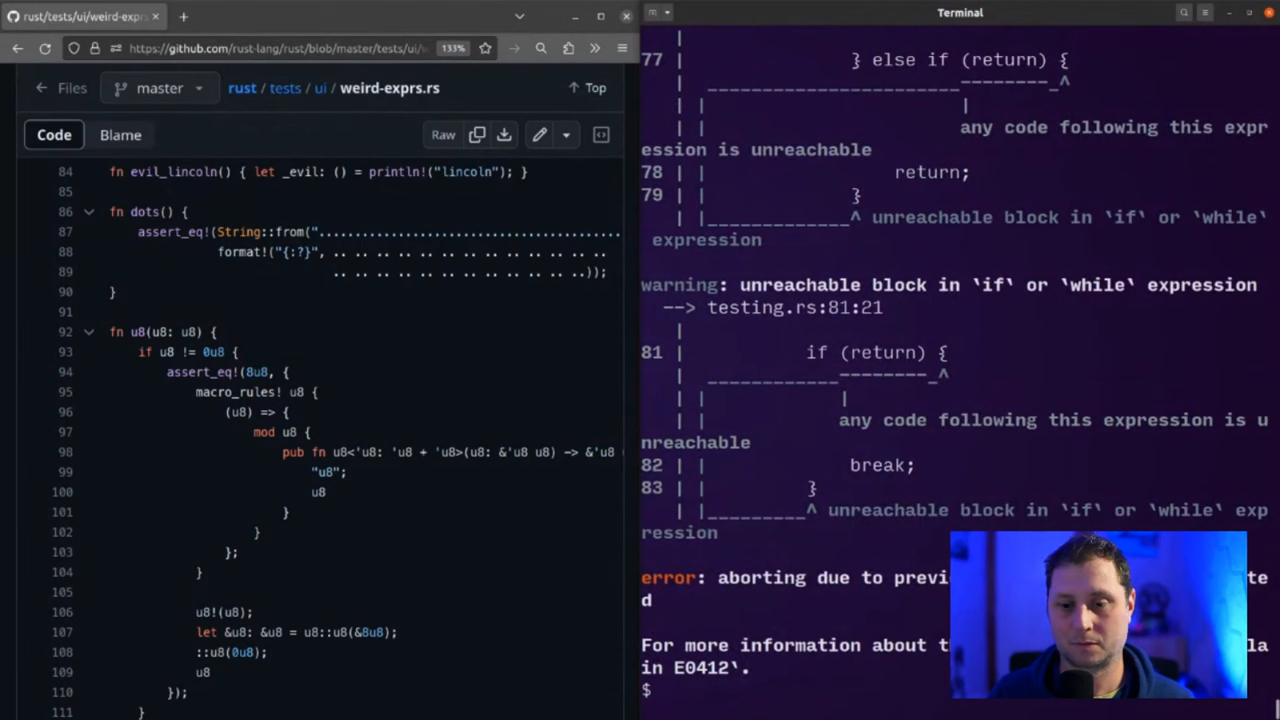 rust/tests/ui/weird-exprs
https://github.com/rust-lang/rust/blob/master/tests/ui/w
133%
Files
master
rust / tests / ui / weird-exprs.rs
Top
Code
Blame
Raw
84 fn evil_lincoln() { let _evil: () = println!("lincoln"); }
85
86 fn dots() {
87 assert_eq!(String::from("..........................................
88 format!("{:?}", .. .. .. .. .. .. .. .. .. .. .. .. ..
89 .. .. .. .. .. .. .. .. .. .. .. ..));
90 }
91
92 fn u8(u8: u8) {
93 if u8 != 0u8 {
94 assert_eq!(8u8, {
95 macro_rules! u8 {
96 (u8) => {
97 mod u8 {
98 pub fn u8<'u8: 'u8 + 'u8>(u8: &'u8 u8) -> &'u8
99 "u8";
100 u8
101 }
102 }
103 };
104 }
105
106 u8!(u8);
107 let &u8: &u8 = u8::u8(&8u8);
108 ::u8(0u8);
109 u8
110 });
111 }
Terminal
|
77 | } else if (return) {
| ______________________--------_^
| | |
| | any code following this expr
ession is unreachable
78 | | return;
79 | | }
| |_____________^ unreachable block in `if` or `while`
expression
warning: unreachable block in `if` or `while` expression
--> testing.rs:81:21
|
81 | if (return) {
| ____________--------_^
| | |
| | any code following this expression is u
nreachable
82 | | break;
83 | | }
| |_________^ unreachable block in `if` or `while` exp
ression
error: aborting due to previ
te
d
For more information about t
la
in E0412`.
$